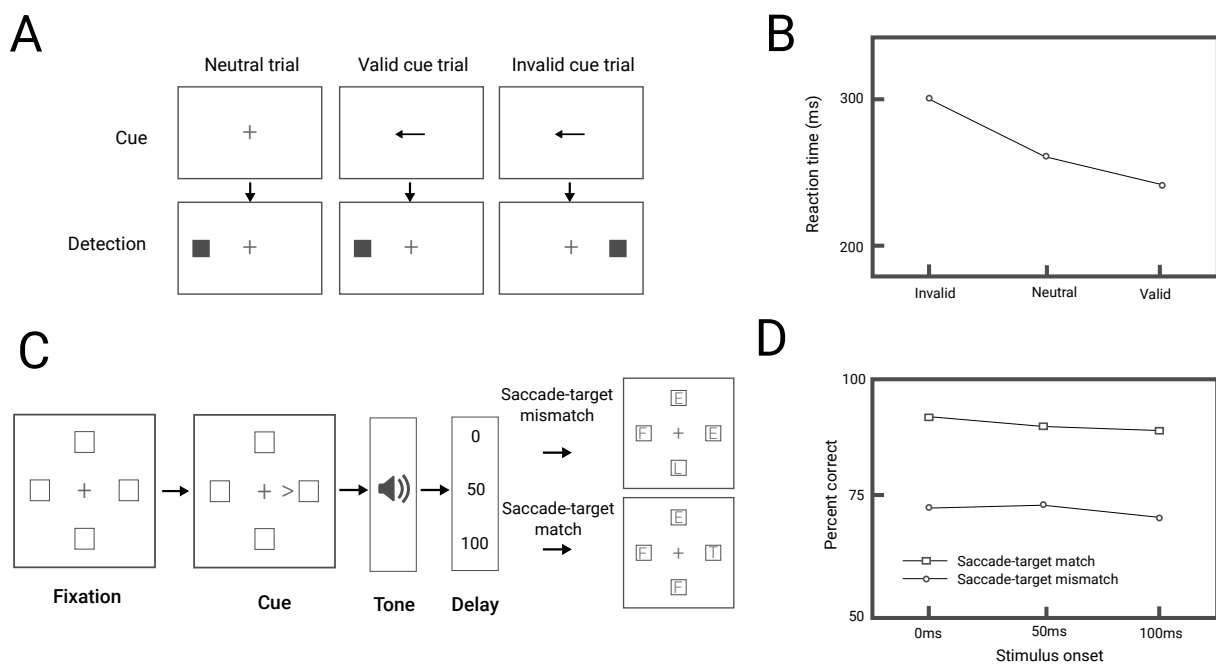 A
Neutral trial
Valid cue trial
Invalid cue trial
Cue
Detection
B
Reaction time (ms)
300
200
Invalid
Neutral
Valid
C
Fixation
>
Cue
Tone
0
50
100
Delay
Saccade-target
mismatch
E
F + E
L
Saccade-target
match
E
F + T
F
D
Percent correct
100
75
50
Saccade-target match
Saccade-target mismatch
0ms
50ms
100ms
Stimulus onset